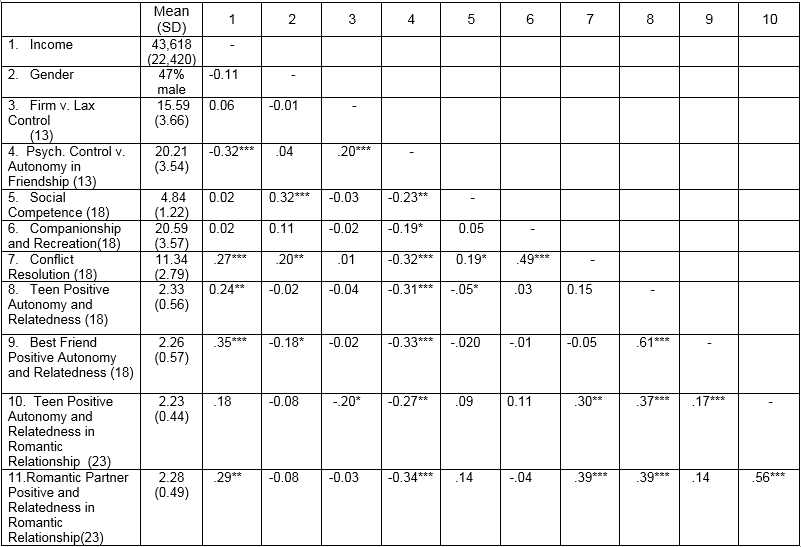 Mean (SD) 1 2 3 4 5 6 7 8 9 10
1. Income 43,618 (22,420) -
2. Gender 47% male -0.11 -
3. Firm v. Lax Control (13) 15.59 (3.66) 0.06 -0.01 -
4. Psych. Control v. Autonomy in Friendship (13) 20.21 (3.54) -0.32*** .04 .20*** -
5. Social Competence (18) 4.84 (1.22) 0.02 0.32*** -0.03 -0.23** -
6. Companionship and Recreation(18) 20.59 (3.57) 0.02 0.11 -0.02 -0.19* 0.05 -
7. Conflict Resolution (18) 11.34 (2.79) .27*** .20** .01 -0.32*** 0.19* .49*** -
8. Teen Positive Autonomy and Relatedness (18) 2.33 (0.56) 0.24** -0.02 -0.04 -0.31*** -.05* .03 0.15 -
9. Best Friend Positive Autonomy and Relatedness (18) 2.26 (0.57) .35*** -0.18* -0.02 -0.33*** -.020 -.01 -0.05 .61*** -
10. Teen Positive Autonomy and Relatedness in Romantic Relationship (23) 2.23 (0.44) .18 -0.08 -.20* -0.27** .09 0.11 .30** .37*** .17*** -
11.Romantic Partner Positive and Relatedness in Romantic Relationship(23) 2.28 (0.49) .29** -0.08 -0.03 -0.34*** .14 -.04 .39*** .39*** .14 .56***